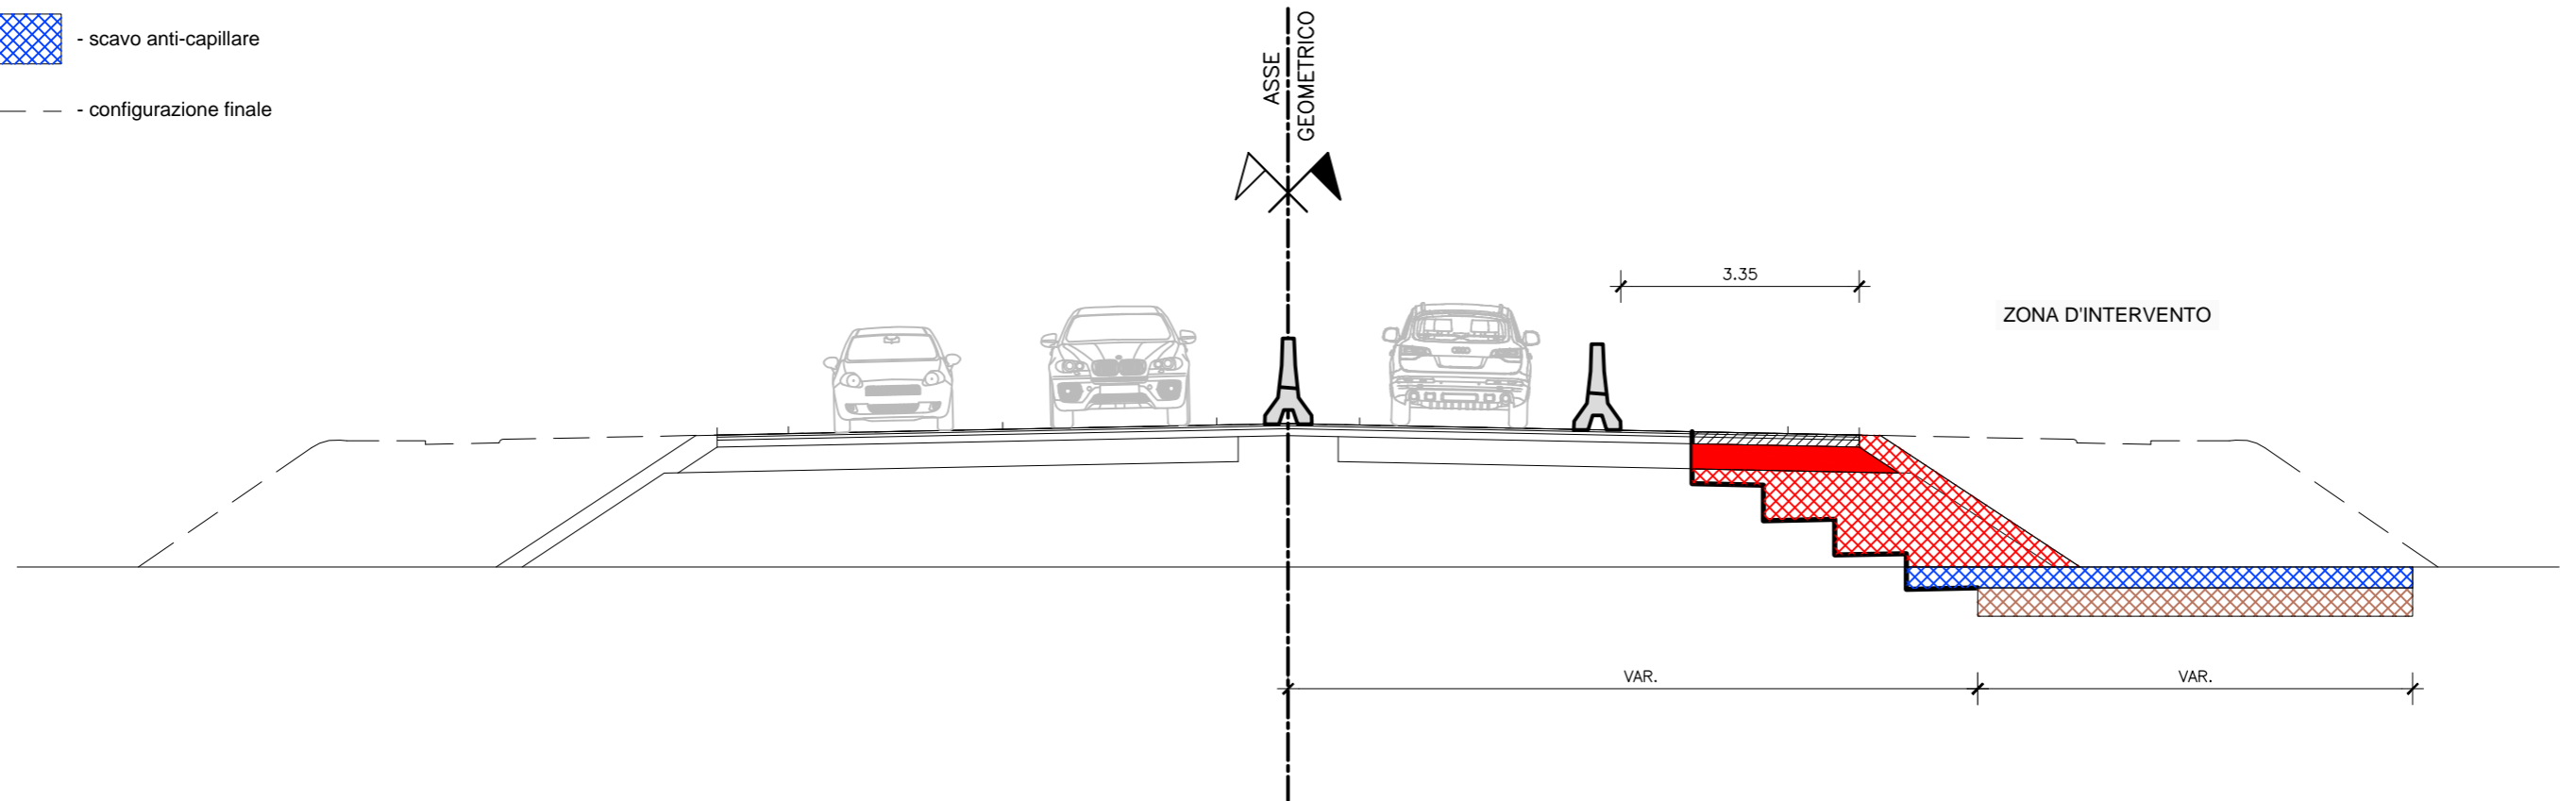 - scavo anti-capillare
- configurazione finale
ASSE
GEOMETRICO
3.35
ZONA D'INTERVENTO
VAR.
VAR.